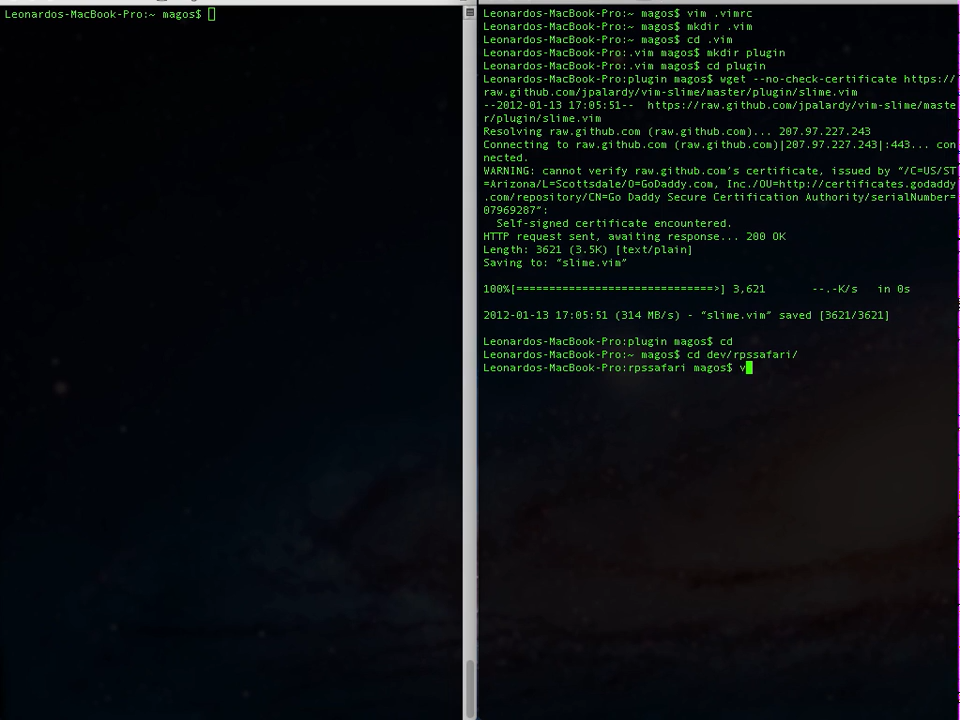 Leonardos-MacBook-Pro:~ magos$
Leonardos-MacBook-Pro:~ magos$ vim .vimrc
Leonardos-MacBook-Pro:~ magos$ mkdir .vim
Leonardos-MacBook-Pro:~ magos$ cd .vim
Leonardos-MacBook-Pro:.vim magos$ mkdir plugin
Leonardos-MacBook-Pro:.vim magos$ cd plugin
Leonardos-MacBook-Pro:plugin magos$ wget --no-check-certificate https://
raw.github.com/jpalardy/vim-slime/master/plugin/slime.vim
--2012-01-13 17:05:51--  https://raw.github.com/jpalardy/vim-slime/maste
r/plugin/slime.vim
Resolving raw.github.com (raw.github.com)... 207.97.227.243
Connecting to raw.github.com (raw.github.com)|207.97.227.243|:443... con
nected.
WARNING: cannot verify raw.github.com's certificate, issued by “/C=US/ST
=Arizona/L=Scottsdale/O=GoDaddy.com, Inc./OU=http://certificates.godaddy
.com/repository/CN=Go Daddy Secure Certification Authority/serialNumber=
07969287”:
  Self-signed certificate encountered.
HTTP request sent, awaiting response... 200 OK
Length: 3621 (3.5K) [text/plain]
Saving to: “slime.vim”
100%[==============================>] 3,621       --.-K/s   in 0s
2012-01-13 17:05:51 (314 MB/s) - “slime.vim” saved [3621/3621]
Leonardos-MacBook-Pro:plugin magos$ cd
Leonardos-MacBook-Pro:~ magos$ cd dev/rpssafari/
Leonardos-MacBook-Pro:rpssafari magos$ v